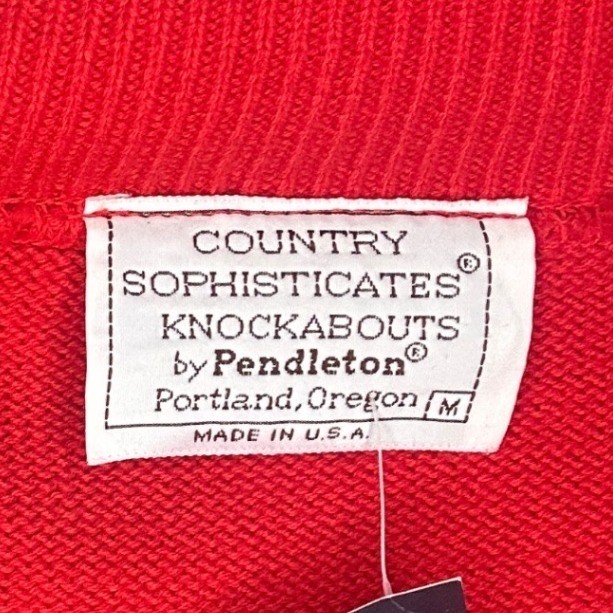 COUNTRY
SOPHISTICATES®
KNOCKABOUTS
by Pendleton®
Portland, Oregon M
MADE IN U.S.A.